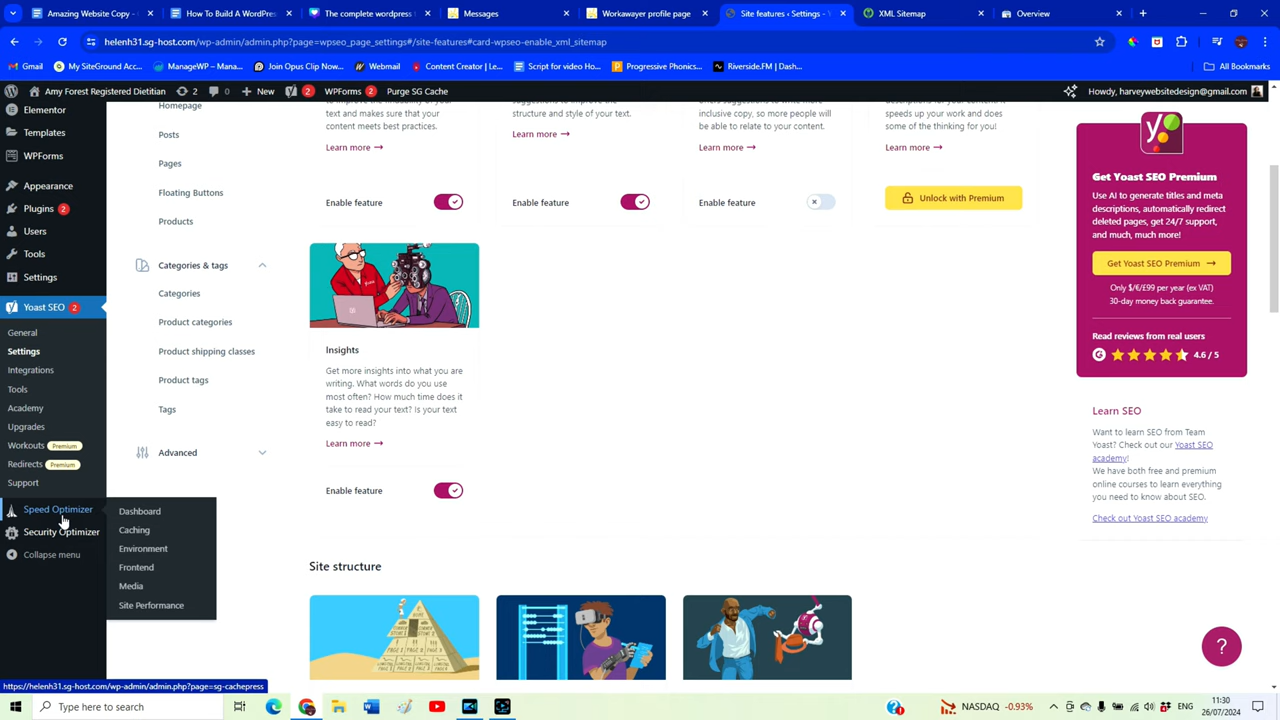 Amazing Website Copy -
How To Build A WordPres
The complete wordpress
Messages
Workawayer profile page
Site features ‹ Settings - Y
XML Sitemap
Overview
helenh31.sg-host.com/wp-admin/admin.php?page=wpseo_page_settings#/site-features#card-wpseo-enable_xml_sitemap
Gmail
My SiteGround Acc...
ManageWP – Mana...
Join Opus Clip Now...
Webmail
Content Creator | Le...
Script for video Ho...
Progressive Phonics...
Riverside.FM | Dash...
All Bookmarks
Amy Forest Registered Dietitian
2
0
New
2
WPForms 2
Purge SG Cache
Howdy, harveywebsitedesign@gmail.com
Elementor
Templates
WPForms
Appearance
Plugins 2
Users
Tools
Settings
Yoast SEO 2
General
Settings
Integrations
Tools
Academy
Upgrades
Workouts Premium
Redirects Premium
Support
Speed Optimizer
Security Optimizer
Collapse menu
Dashboard
Caching
Environment
Frontend
Media
Site Performance
Homepage
Posts
Pages
Floating Buttons
Products
Categories & tags
Categories
Product categories
Product shipping classes
Product tags
Tags
Advanced
text and makes sure that your
content meets best practices.
Learn more →
Enable feature
structure and style of your text.
Learn more →
Enable feature
inclusive copy, so more people will
be able to relate to your content.
Learn more →
Enable feature
speeds up your work and does
some of the thinking for you!
Learn more →
Unlock with Premium
Insights
Get more insights into what you are
writing. What words do you use
most often? How much time does it
take to read your text? Is your text
easy to read?
Learn more →
Enable feature
Site structure
Get Yoast SEO Premium
Use AI to generate titles and meta
descriptions, automatically redirect
deleted pages, get 24/7 support,
and much, much more!
Get Yoast SEO Premium →
Only $/€/£99 per year (ex VAT)
30-day money back guarantee.
Read reviews from real users
4.6 / 5
Learn SEO
Want to learn SEO from Team
Yoast? Check out our Yoast SEO
academy!
We have both free and premium
online courses to learn everything
you need to know about SEO.
Check out Yoast SEO academy
?
https://helenh31.sg-host.com/wp-admin/admin.php?page=sg-cachepress
Type here to search
NASDAQ -0.93%
ENG
11:30
26/07/2024